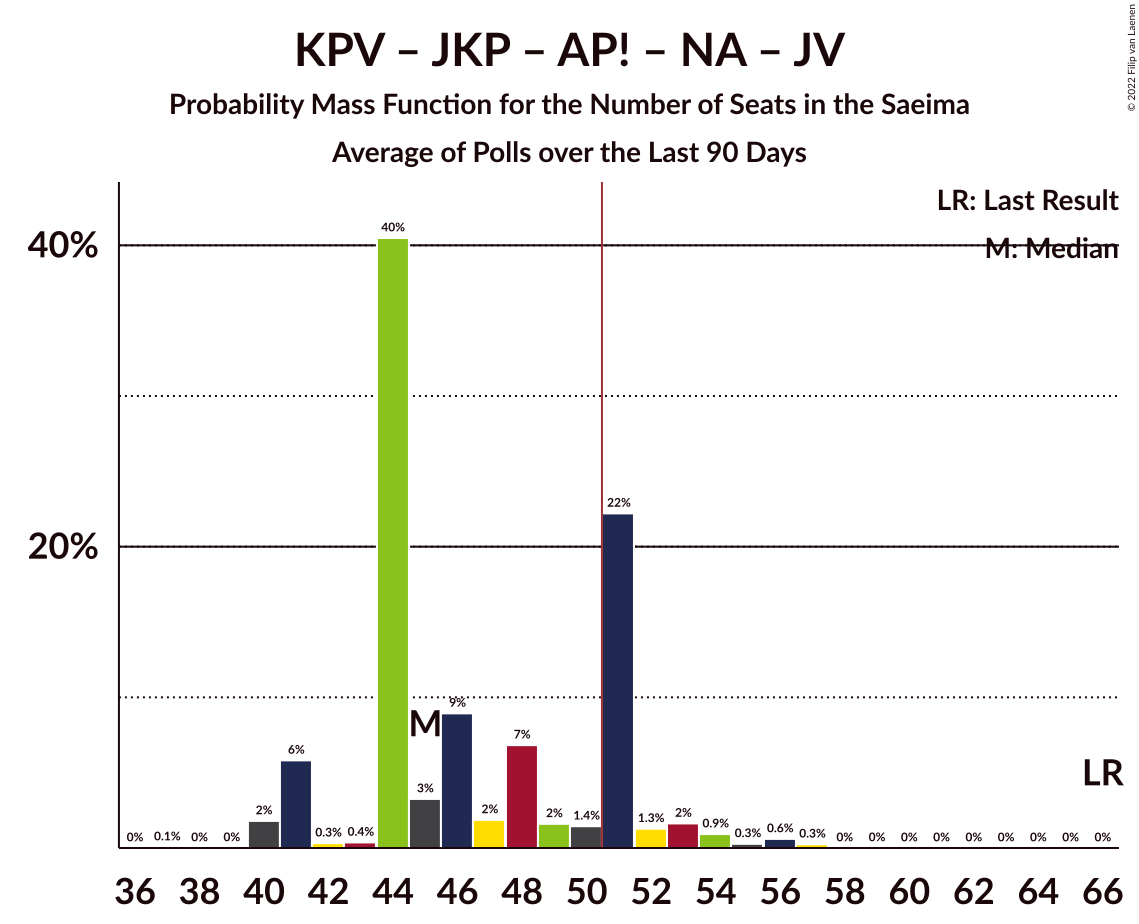 KPV – JKP – AP! – NA – JV
Probability Mass Function for the Number of Seats in the Saeima
Average of Polls over the Last 90 Days
© 2022 Filip van Laenen
LR: Last Result
M: Median
40%
20%
0% 0.1% 0% 0% 2% 6% 0.3% 0.4% 40% 3% 9% 2% 7% 2% 1.4% 22% 1.3% 2% 0.9% 0.3% 0.6% 0.3% 0% 0% 0% 0% 0% 0% 0% 0% 0%
M
LR
36 38 40 42 44 46 48 50 52 54 56 58 60 62 64 66